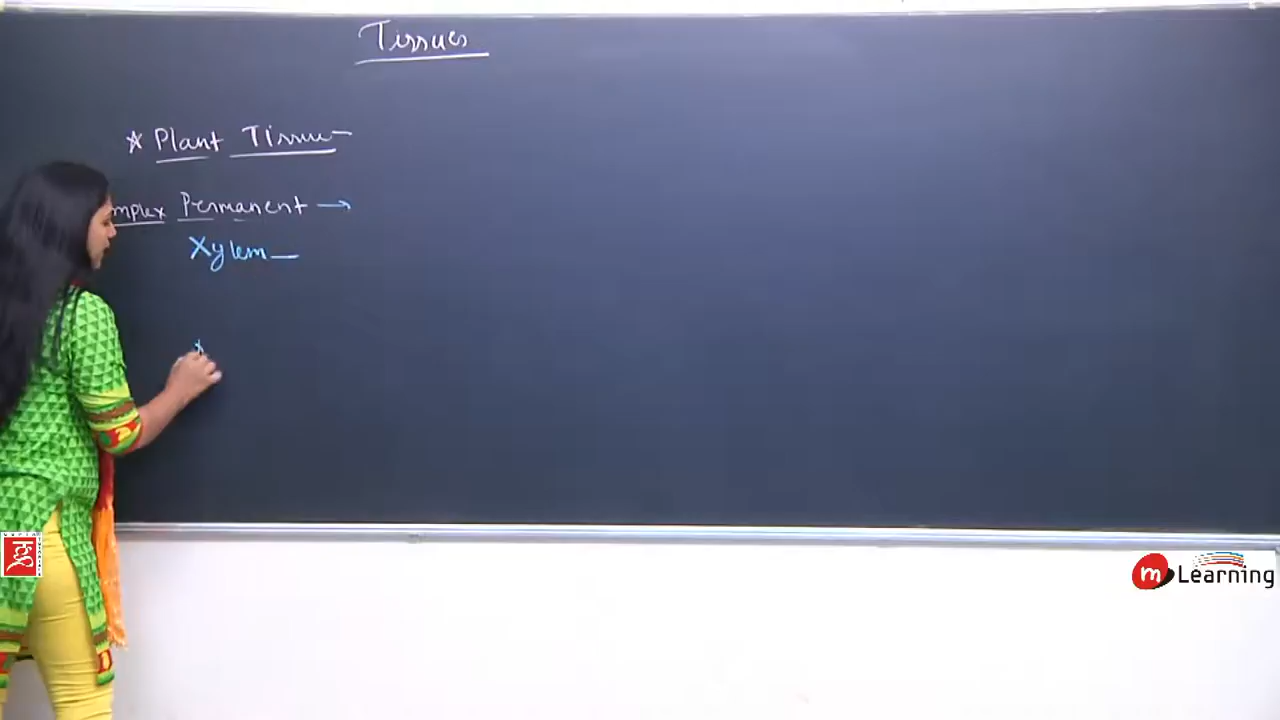 Tissues
* Plant Tissue-
mplex Permanent →
Xylem —
*
m Learning